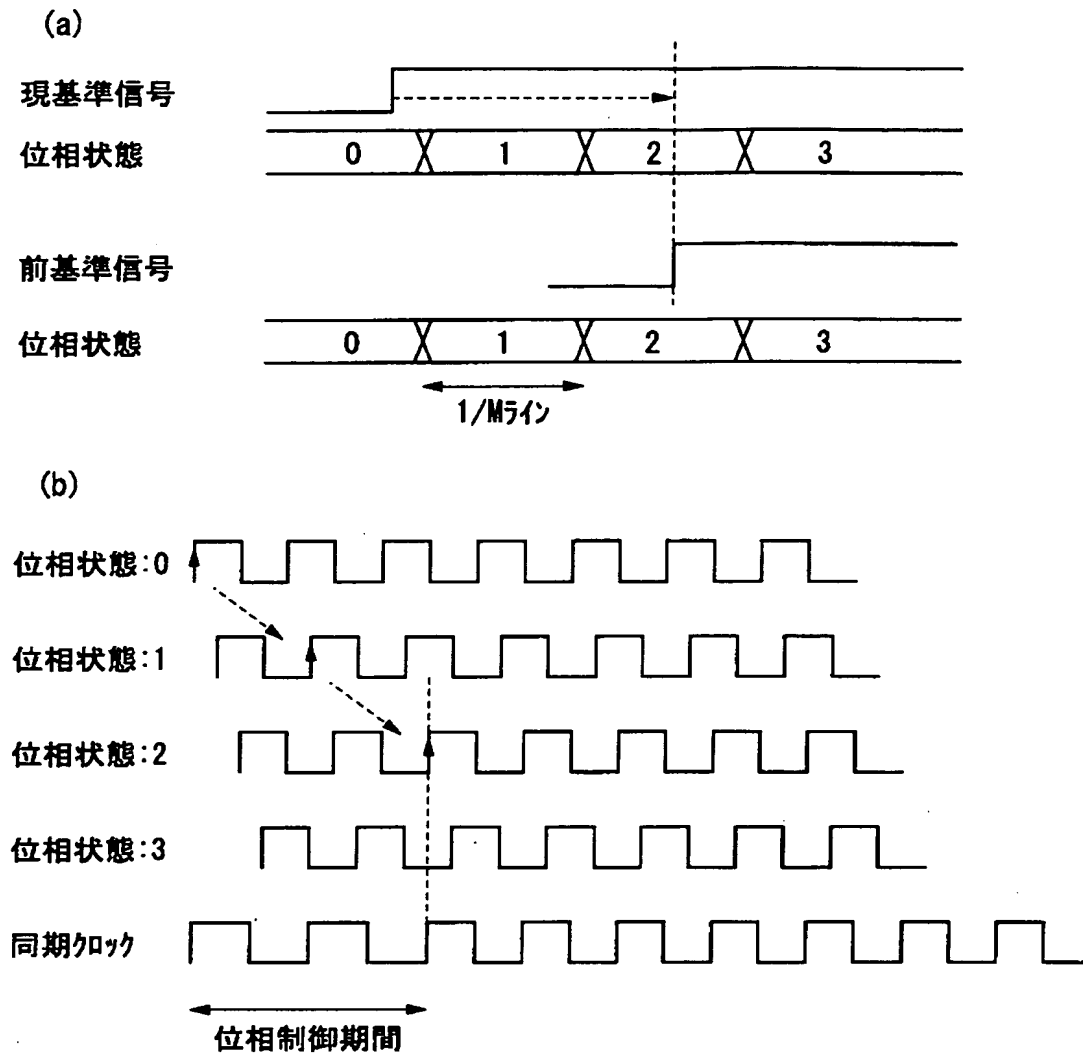 (a)
現基準信号
位相状態 0 1 2 3
前基準信号
位相状態 0 1 2 3
1/Mライン
(b)
位相状態:0
位相状態:1
位相状態:2
位相状態:3
同期クロック
位相制御期間